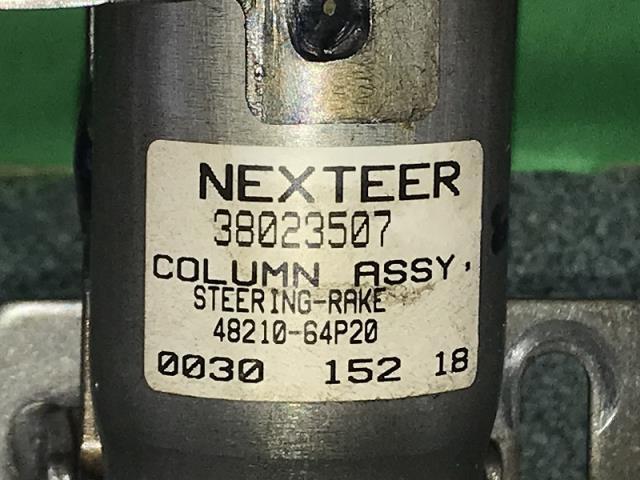 NEXTEER
38023507
COLUMN ASSY.
STEERING-RAKE
48210-64P20
0030 152 18